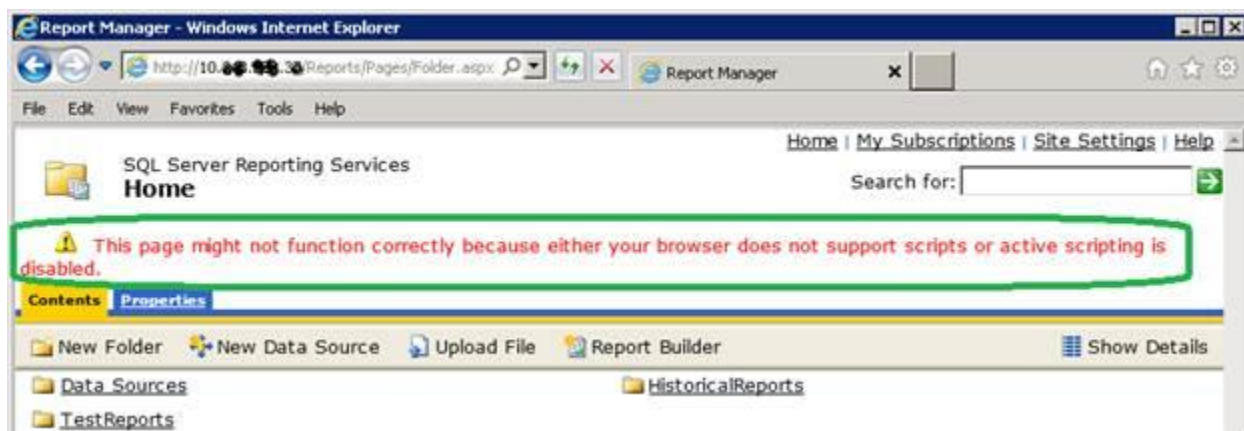 Report Manager - Windows Internet Explorer
http://10. .30/Reports/Pages/Folder.aspx
Report Manager
File Edit View Favorites Tools Help
Home | My Subscriptions | Site Settings | Help
SQL Server Reporting Services
Home
Search for:
This page might not function correctly because either your browser does not support scripts or active scripting is
disabled.
Contents Properties
New Folder New Data Source Upload File Report Builder Show Details
Data Sources HistoricalReports
TestReports